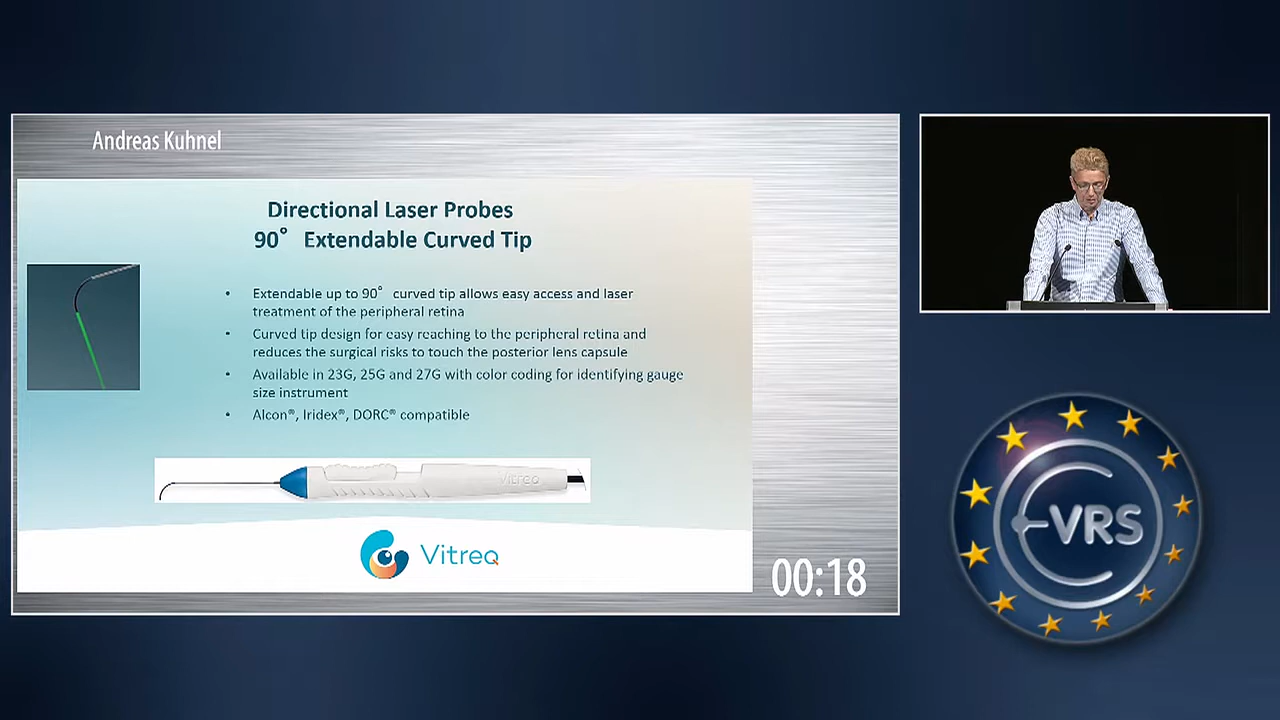 Andreas Kuhnel
Directional Laser Probes
90° Extendable Curved Tip
• Extendable up to 90° curved tip allows easy access and laser
treatment of the peripheral retina
• Curved tip design for easy reaching to the peripheral retina and
reduces the surgical risks to touch the posterior lens capsule
• Available in 23G, 25G and 27G with color coding for identifying gauge
size instrument
• Alcon®, Iridex®, DORC® compatible
vitreq
Vitreq
00:18
EVRS